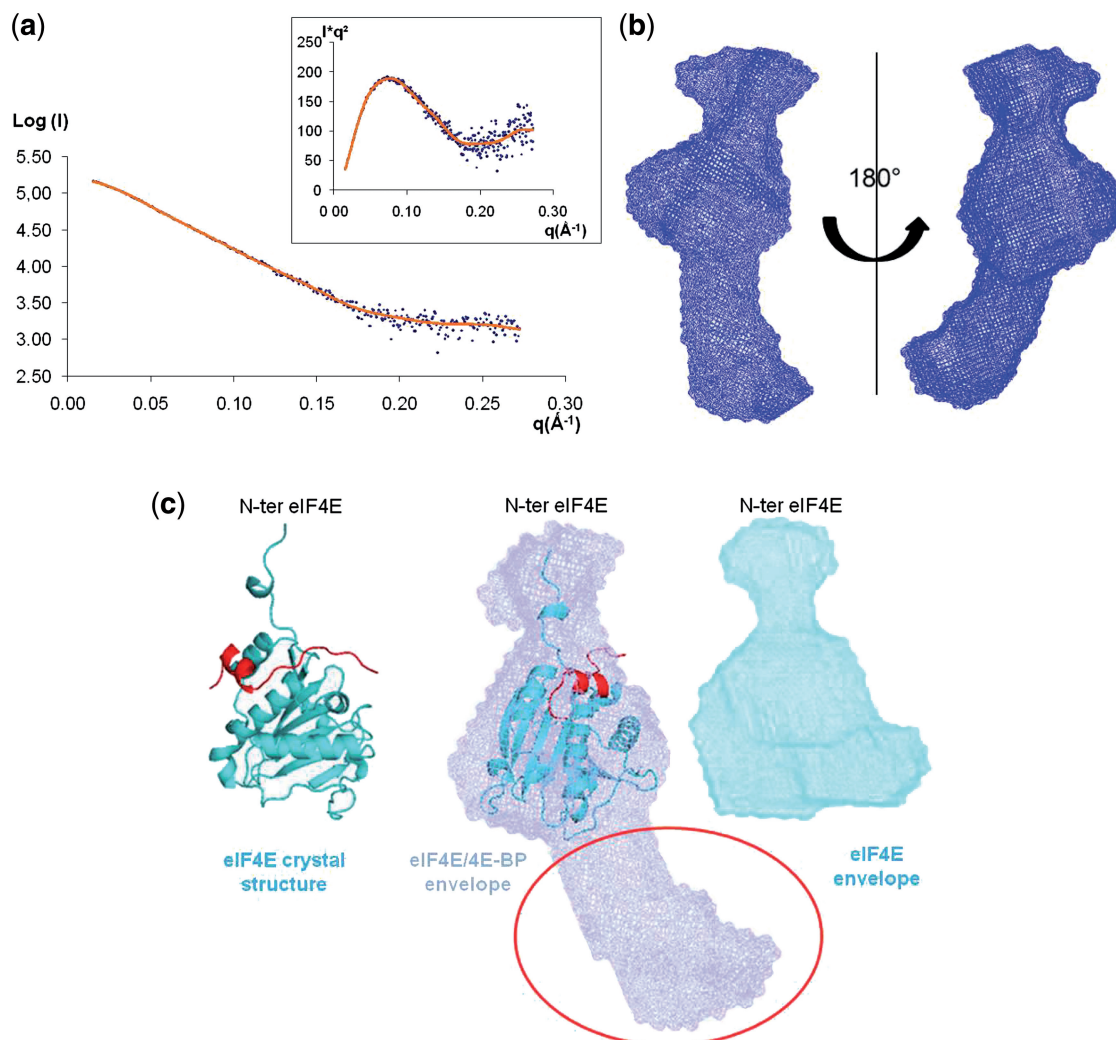 (a)
I*q²
250
200
150
100
50
0
0.00 0.10 0.20 0.30
q(Å⁻¹)
Log (I)
5.50
5,00
4.50
4.00
3.50
3.00
2.50
0.00 0.05 0.10 0.15 0.20 0.25 0.30
q(Å⁻¹)
(b)
180°
(c)
N-ter eIF4E
N-ter eIF4E
N-ter eIF4E
eIF4E crystal
structure
eIF4E/4E-BP
envelope
eIF4E
envelope